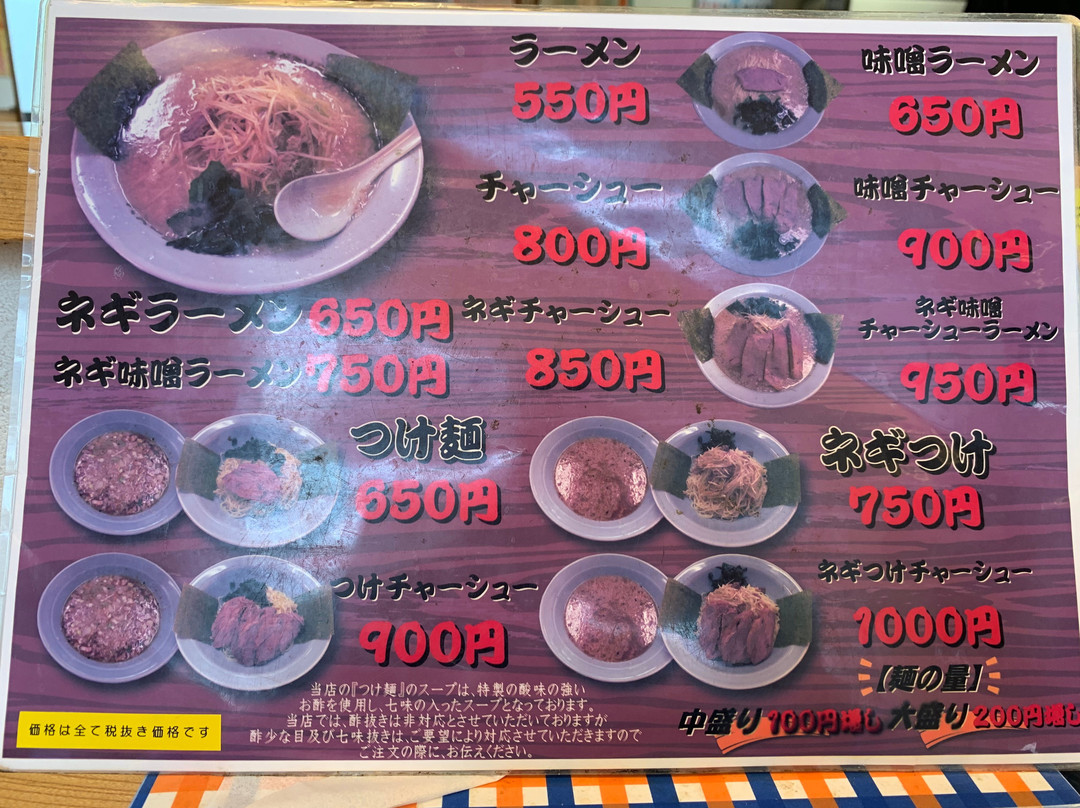 ラーメン
550円
味噌ラーメン
650円
チャーシュー
800円
味噌チャーシュー
900円
ネギラーメン 650円
ネギ味噌ラーメン 750円
ネギチャーシュー
850円
ネギ味噌
チャーシューラーメン
950円
つけ麺
650円
ネギつけ
750円
つけチャーシュー
900円
ネギつけチャーシュー
1000円
【麺の量】
中盛り 100円増し 大盛り 200円増し
当店の『つけ麺』のスープは、特製の酸味の強い
お酢を使用し、七味の入ったスープとなっております。
当店では、酢抜きは非対応とさせていただいておりますが
酢少な目及び七味抜きは、ご要望により対応させていただきますので
ご注文の際に、お伝えください。
価格は全て税抜き価格です